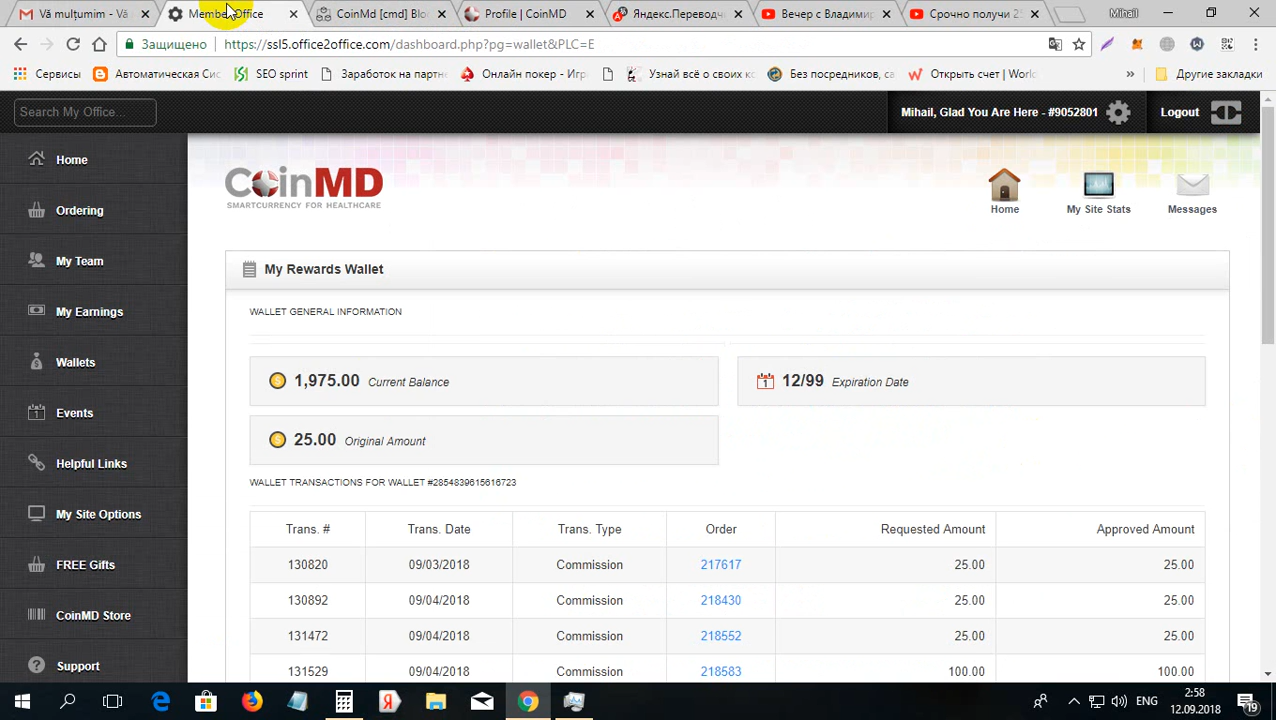 Vă mulțumim - Vă
Member Office
CoinMd [cmd] Blo
Profile | CoinMD
Яндекс.Переводч
Вечер с Владими
Срочно получи 25
Mihail
Защищено
https://ssl5.office2office.com/dashboard.php?pg=wallet&PLC=E
Сервисы
Автоматическая Сис
SEO sprint
Заработок на партн
Онлайн покер - Игр
Узнай всё о своих ко
Без посредников, са
Открыть счет | World
»
Другие закладки
Search My Office...
Mihail, Glad You Are Here - #9052801
Logout
Home
Ordering
My Team
My Earnings
Wallets
Events
Helpful Links
My Site Options
FREE Gifts
CoinMD Store
Support
CoinMD
SMARTCURRENCY FOR HEALTHCARE
Home
My Site Stats
Messages
My Rewards Wallet
WALLET GENERAL INFORMATION
1,975.00 Current Balance
12/99 Expiration Date
25.00 Original Amount
WALLET TRANSACTIONS FOR WALLET #2854839615616723
Trans. # Trans. Date Trans. Type Order Requested Amount Approved Amount
130820 09/03/2018 Commission 217617 25.00 25.00
130892 09/04/2018 Commission 218430 25.00 25.00
131472 09/04/2018 Commission 218552 25.00 25.00
131529 09/04/2018 Commission 218583 100.00 100.00
ENG
2:58
12.09.2018
19